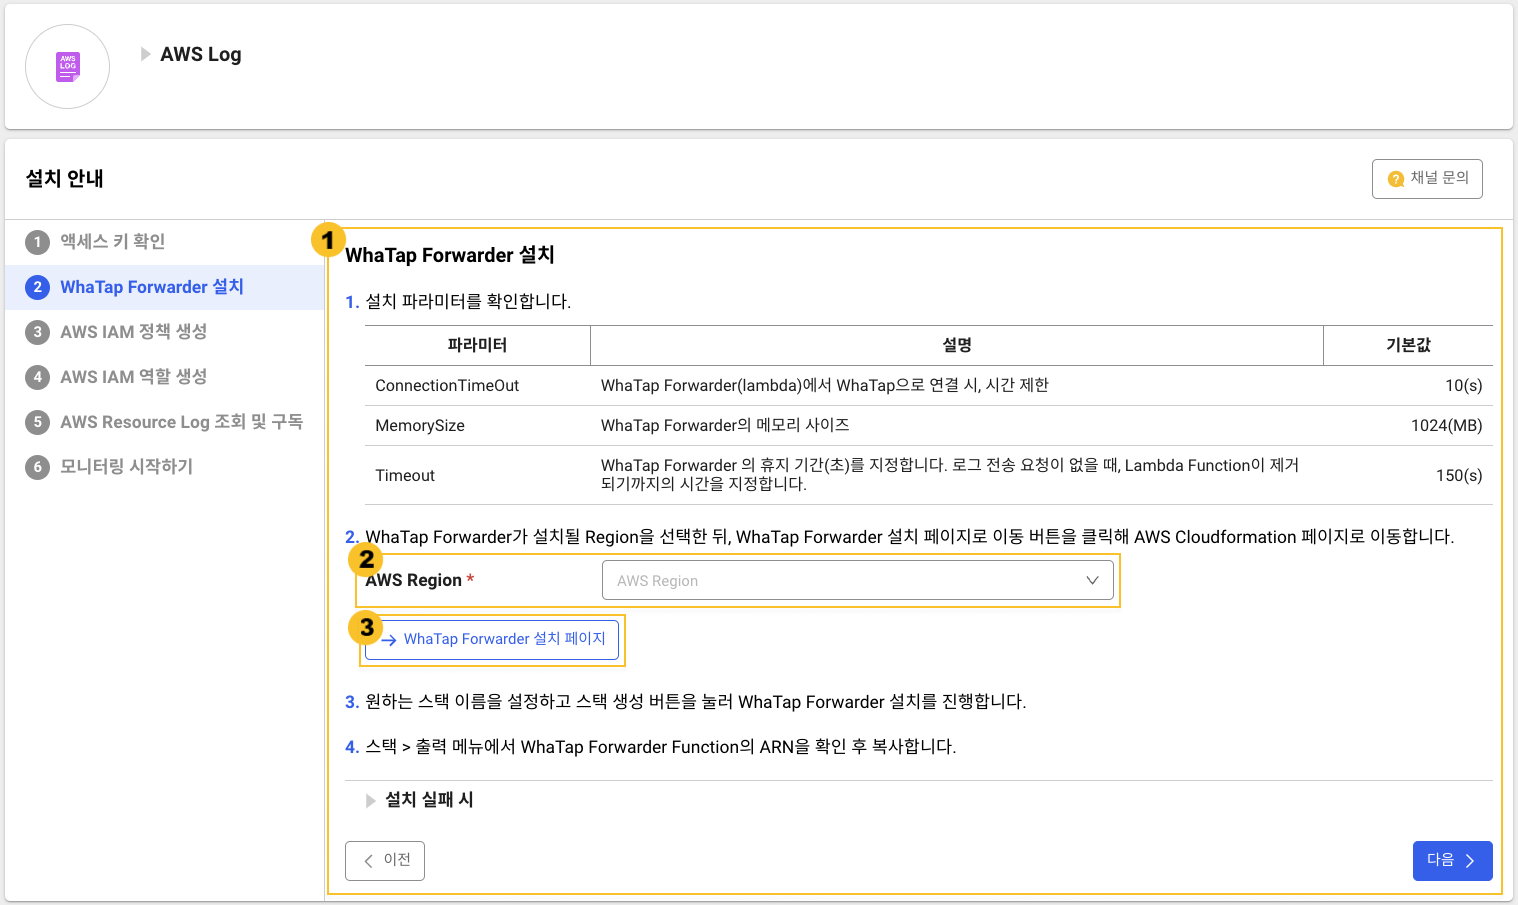 AWS LOG
AWS Log
설치 안내
? 채널 문의
1 액세스 키 확인
2 WhaTap Forwarder 설치
3 AWS IAM 정책 생성
4 AWS IAM 역할 생성
5 AWS Resource Log 조회 및 구독
6 모니터링 시작하기
1
WhaTap Forwarder 설치
1. 설치 파라미터를 확인합니다.
파라미터 설명 기본값
ConnectionTimeOut WhaTap Forwarder(lambda)에서 WhaTap으로 연결 시, 시간 제한 10(s)
MemorySize WhaTap Forwarder의 메모리 사이즈 1024(MB)
Timeout WhaTap Forwarder 의 휴지 기간(초)를 지정합니다. 로그 전송 요청이 없을 때, Lambda Function이 제거
되기까지의 시간을 지정합니다. 150(s)
2. WhaTap Forwarder가 설치될 Region을 선택한 뒤, WhaTap Forwarder 설치 페이지로 이동 버튼을 클릭해 AWS Cloudformation 페이지로 이동합니다.
2
AWS Region * AWS Region
3
WhaTap Forwarder 설치 페이지
3. 원하는 스택 이름을 설정하고 스택 생성 버튼을 눌러 WhaTap Forwarder 설치를 진행합니다.
4. 스택 > 출력 메뉴에서 WhaTap Forwarder Function의 ARN을 확인 후 복사합니다.
설치 실패 시
이전
다음